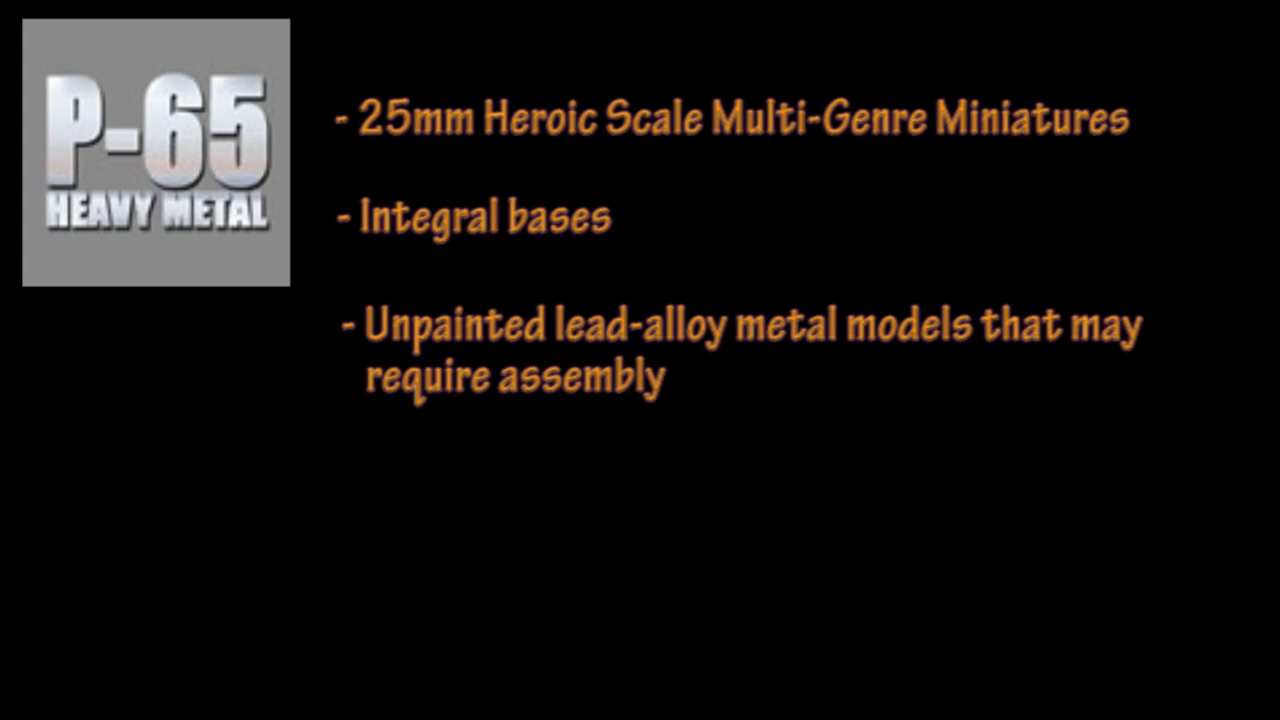 P-65
HEAVY METAL
- 25mm Heroic Scale Multi-Genre Miniatures
- Integral bases
- Unpainted lead-alloy metal models that may
require assembly